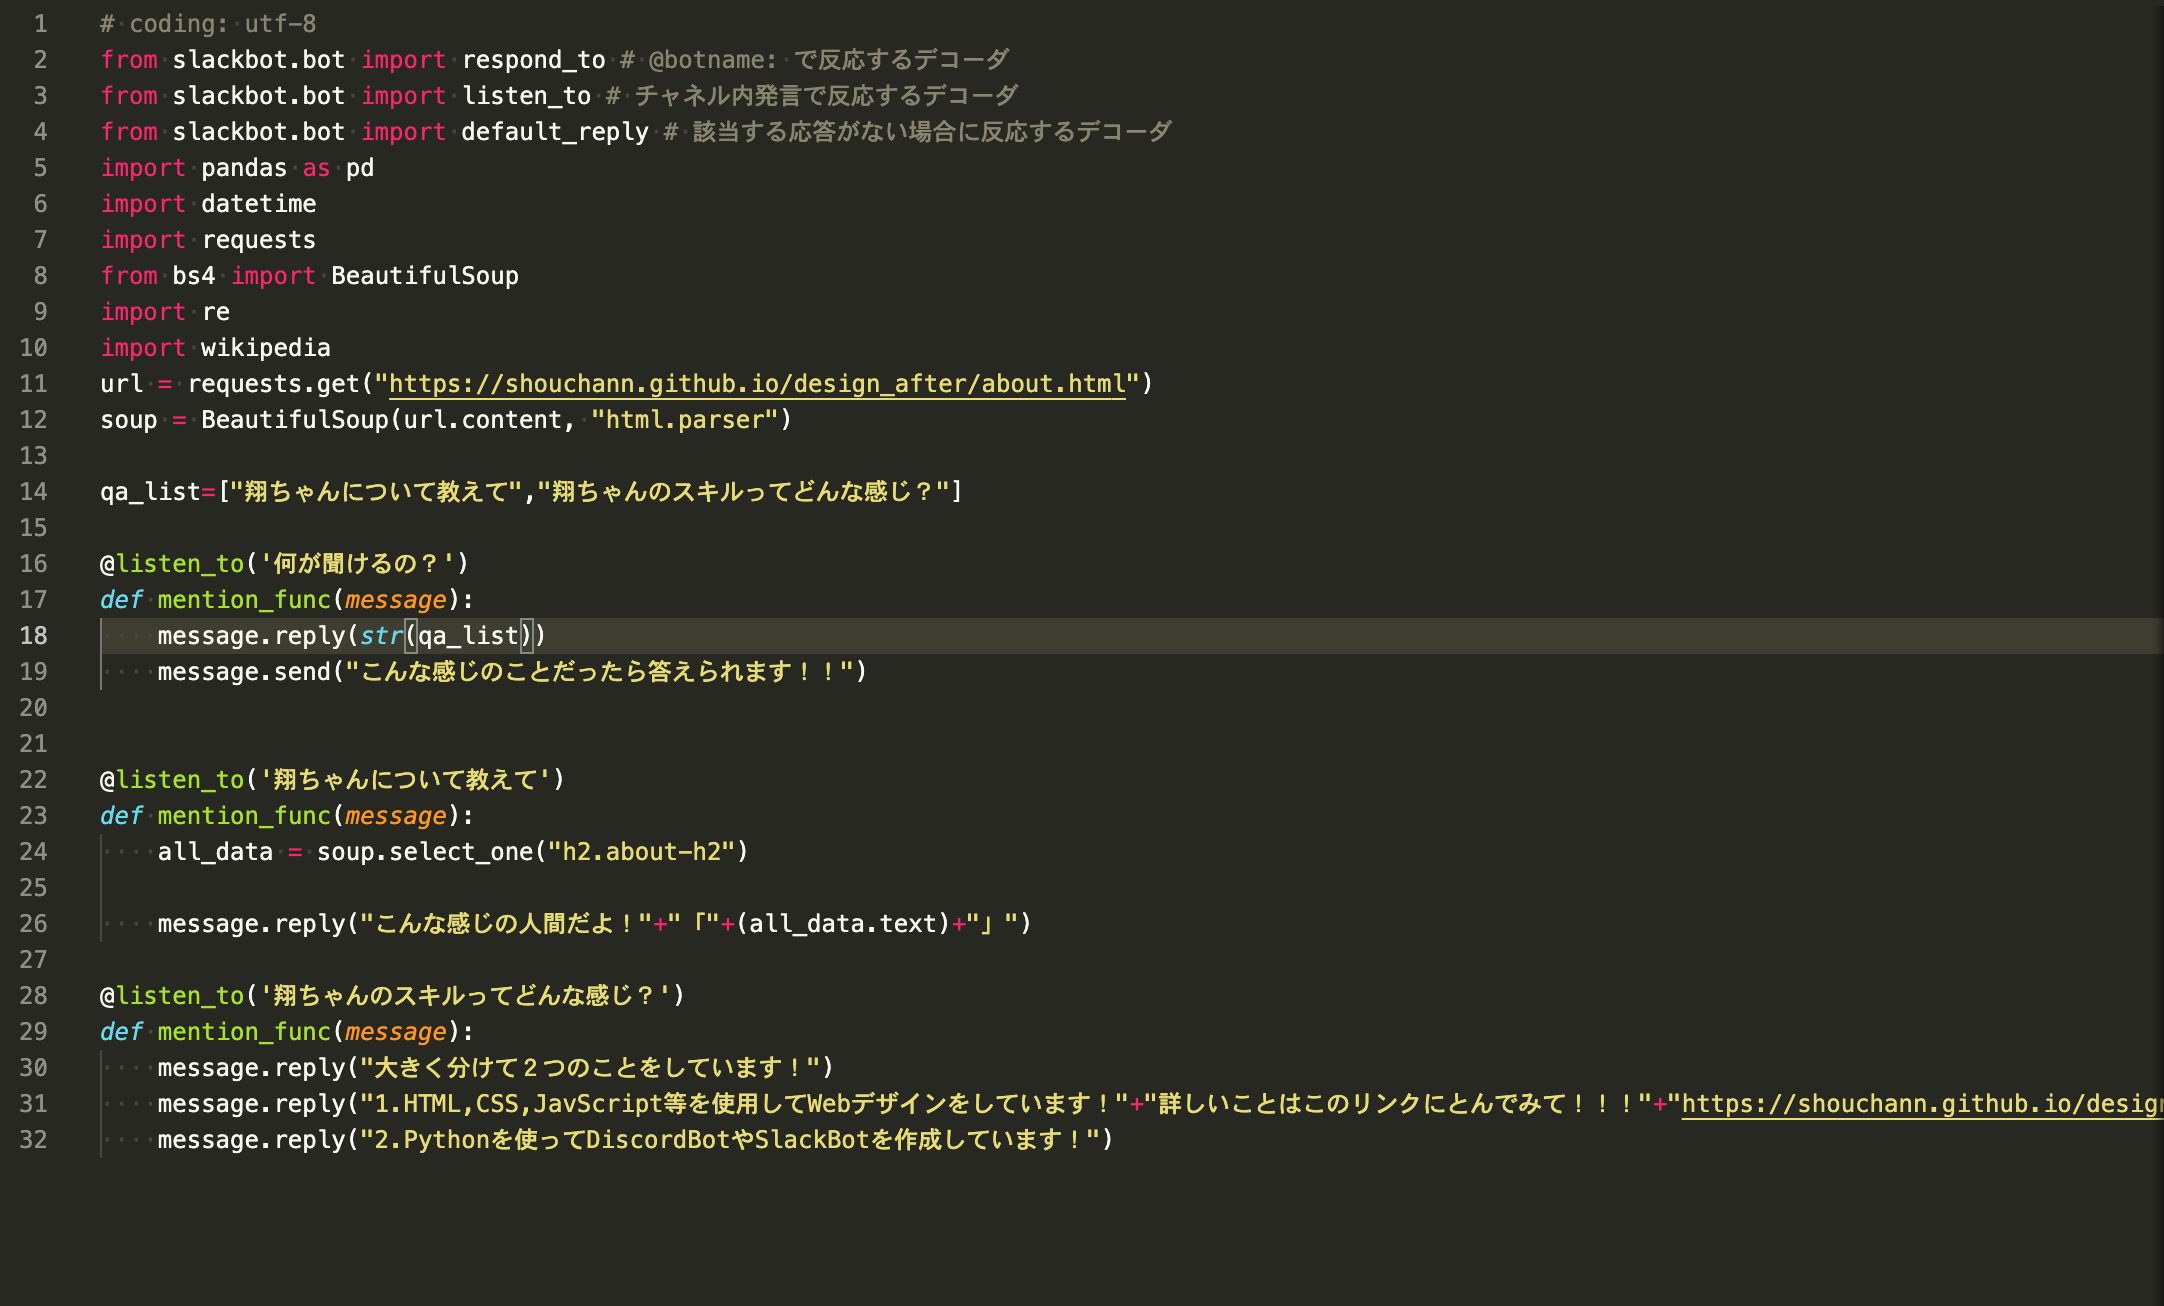 1 # coding: utf-8
2 from slackbot.bot import respond_to # @botname: で反応するデコーダ
3 from slackbot.bot import listen_to # チャネル内発言で反応するデコーダ
4 from slackbot.bot import default_reply # 該当する応答がない場合に反応するデコーダ
5 import pandas as pd
6 import datetime
7 import requests
8 from bs4 import BeautifulSoup
9 import re
10 import wikipedia
11 url = requests.get("https://shouchann.github.io/design_after/about.html")
12 soup = BeautifulSoup(url.content, "html.parser")
13
14 qa_list=["翔ちゃんについて教えて","翔ちゃんのスキルってどんな感じ？"]
15
16 @listen_to('何が聞けるの？')
17 def mention_func(message):
18     message.reply(str(qa_list))
19     message.send("こんな感じのことだったら答えられます！！")
20
21
22 @listen_to('翔ちゃんについて教えて')
23 def mention_func(message):
24     all_data = soup.select_one("h2.about-h2")
25
26     message.reply("こんな感じの人間だよ！"+"「"+(all_data.text)+"」")
27
28 @listen_to('翔ちゃんのスキルってどんな感じ？')
29 def mention_func(message):
30     message.reply("大きく分けて２つのことをしています！")
31     message.reply("1.HTML,CSS,JavScript等を使用してWebデザインをしています！"+"詳しいことはこのリンクにとんでみて！！！"+"https://shouchann.github.io/design
32     message.reply("2.Pythonを使ってDiscordBotやSlackBotを作成しています！")